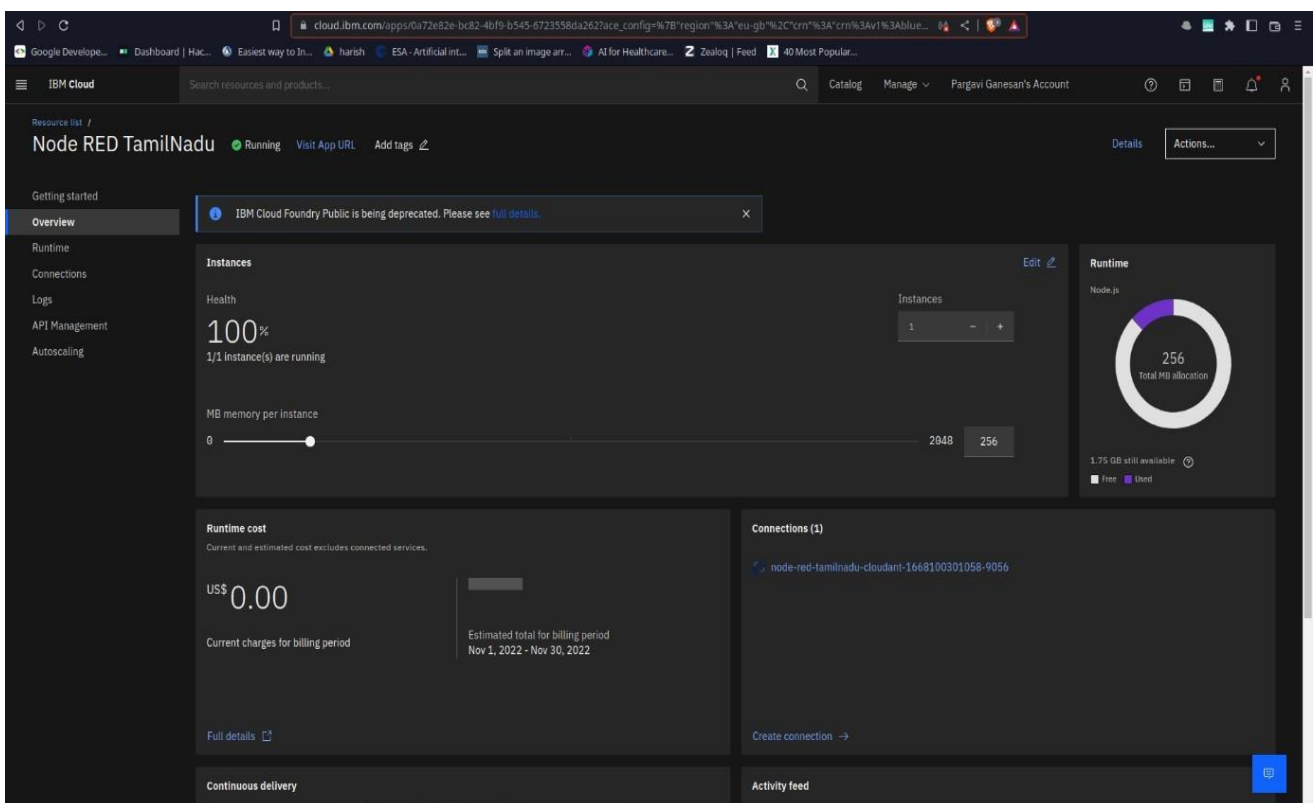 cloud.ibm.com/apps/0a72e82e-bc82-4bf9-b545-6723558da262?ace_config=%7B"region"%3A"eu-gb"%2C"crn"%3A"crn%3Av1%3Ablue...
Google Develope... Dashboard | Hac... Easiest way to In... harish ESA - Artificial int... Split an image arr... AI for Healthcare... Zealoq | Feed 40 Most Popular...
IBM Cloud Search resources and products... Catalog Manage Pargavi Ganesan's Account
Resource list /
Node RED TamilNadu Running Visit App URL Add tags Details Actions...
Getting started
Overview
Runtime
Connections
Logs
API Management
Autoscaling
IBM Cloud Foundry Public is being deprecated. Please see full details.
Instances Edit
Health Instances
100% 1 - +
1/1 instance(s) are running
MB memory per instance
0 2048 256
Runtime
Node.js
256
Total MB allocation
1.75 GB still available
Free Used
Runtime cost
Current and estimated cost excludes connected services.
US$ 0.00
Current charges for billing period
Estimated total for billing period
Nov 1, 2022 - Nov 30, 2022
Full details
Connections (1)
node-red-tamilnadu-cloudant-1668100301058-9056
Create connection →
Continuous delivery
Activity feed